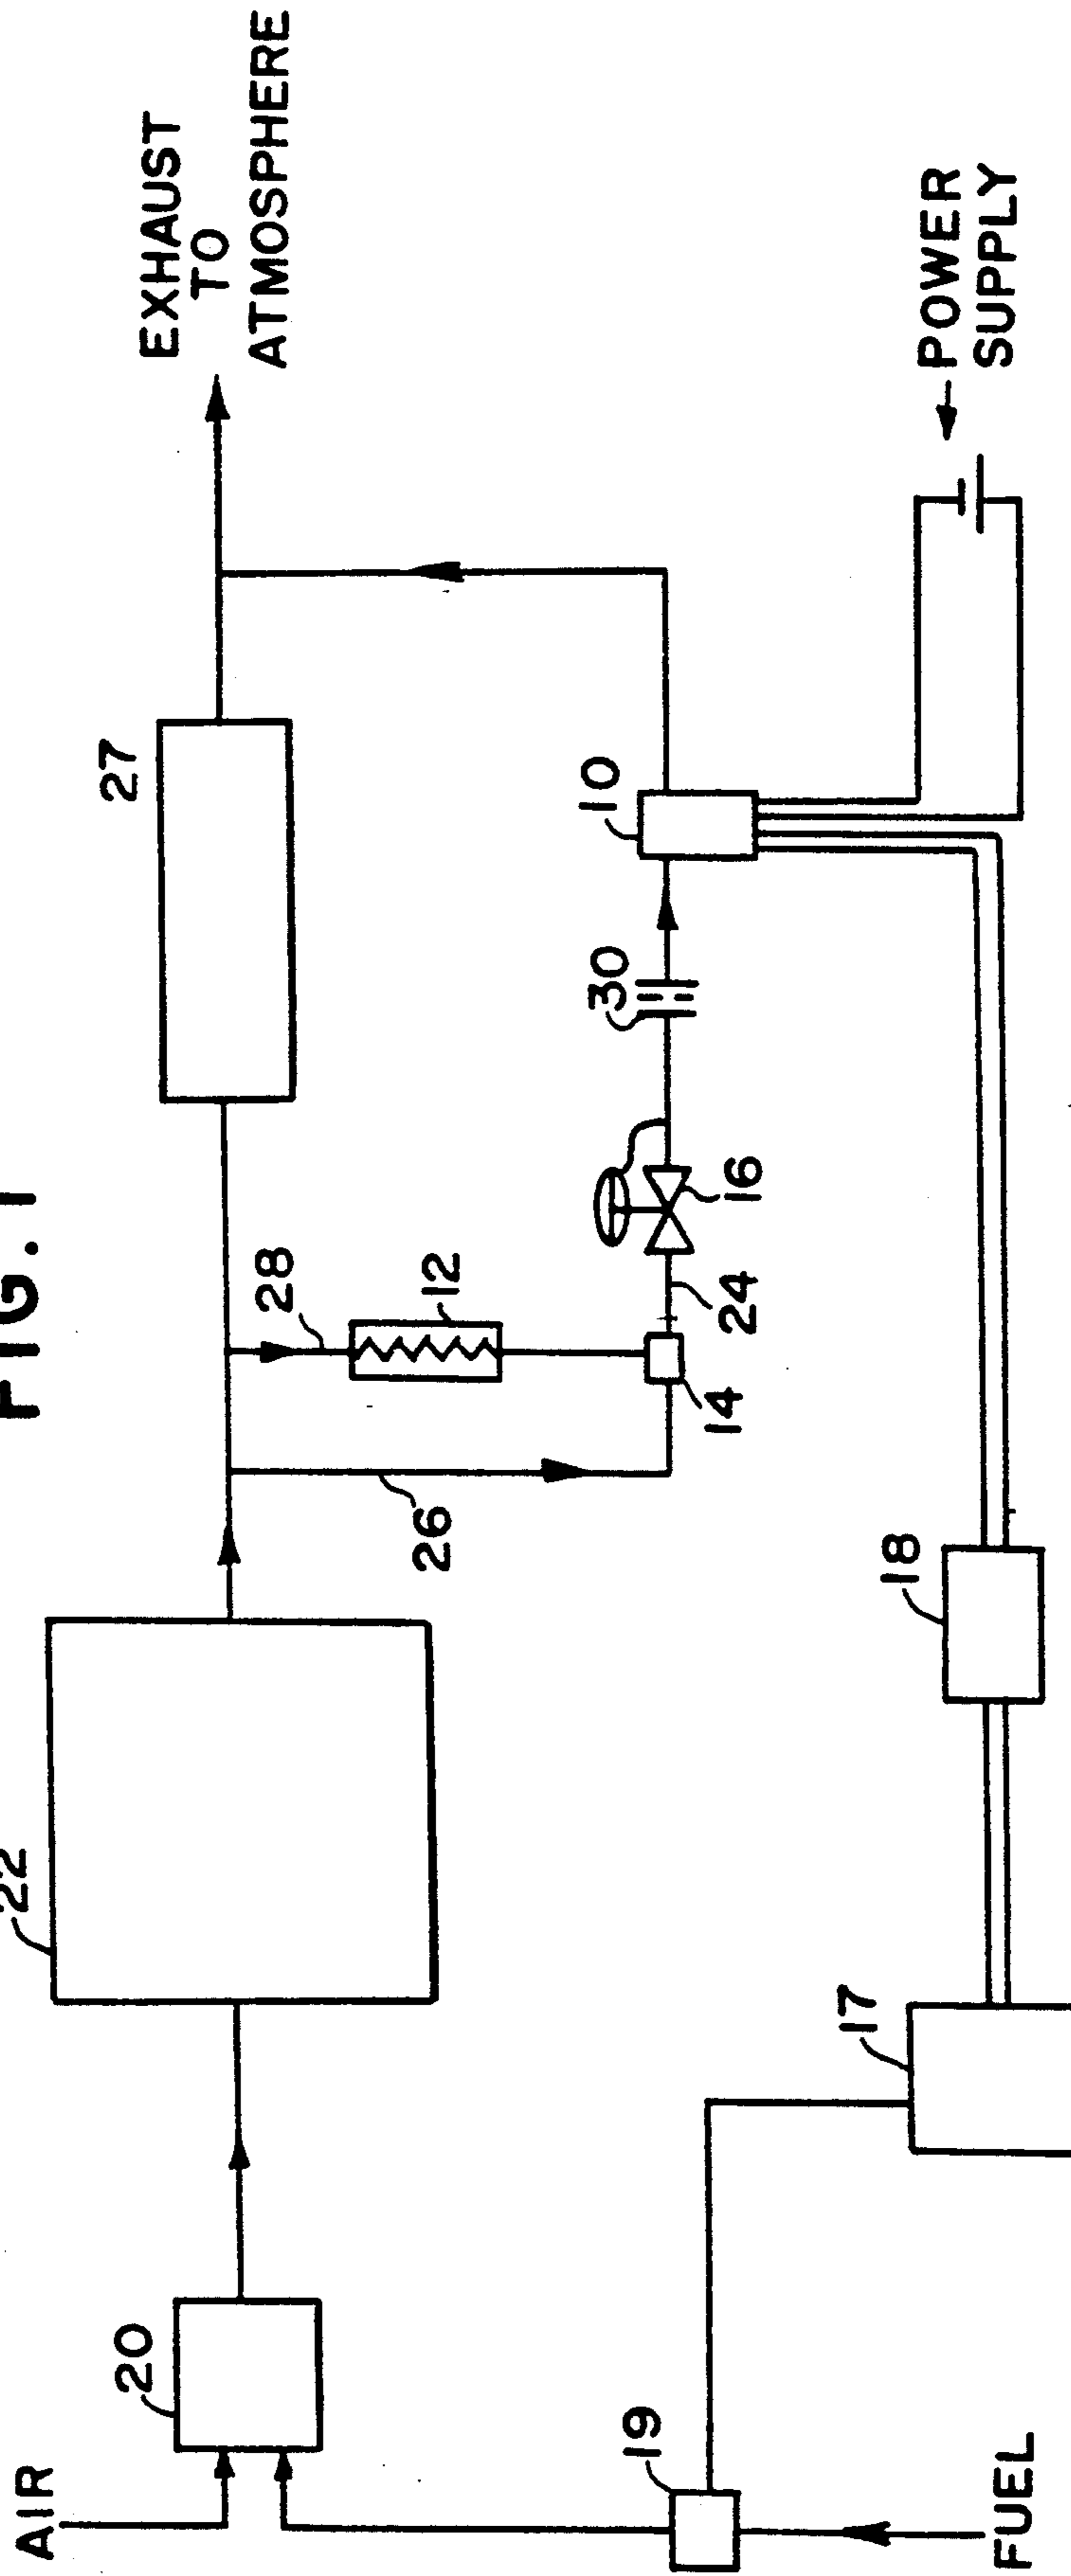 FIG. 1
AIR
20
22
27
EXHAUST
TO
ATMOSPHERE
28
12
26
14
24
16
30
10
19
FUEL
17
18
POWER
SUPPLY